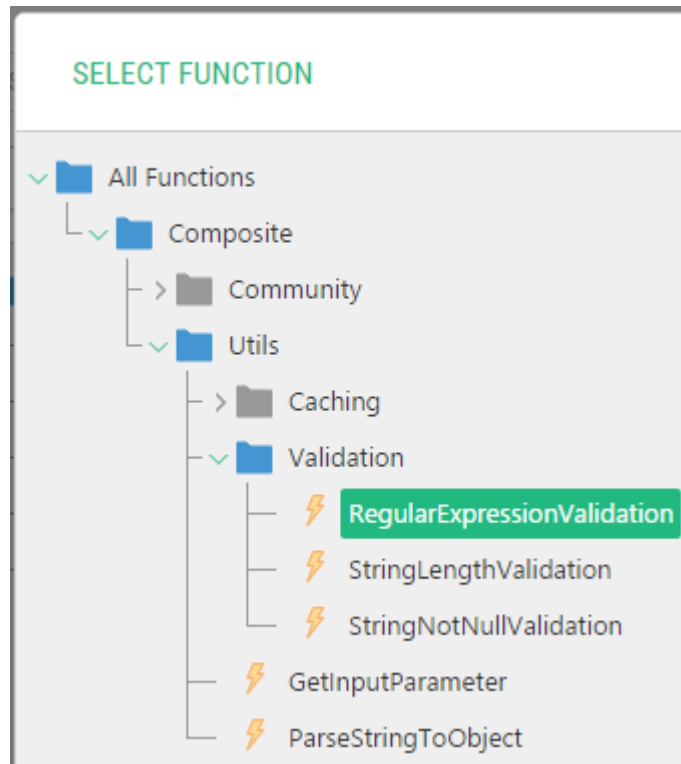 SELECT FUNCTION
All Functions
Composite
Community
Utils
Caching
Validation
RegularExpressionValidation
StringLengthValidation
StringNotNullValidation
GetInputParameter
ParseStringToObject